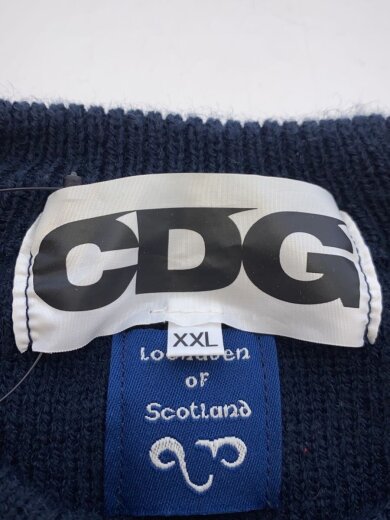 CDG
XXL
Lochaven
of
Scotland